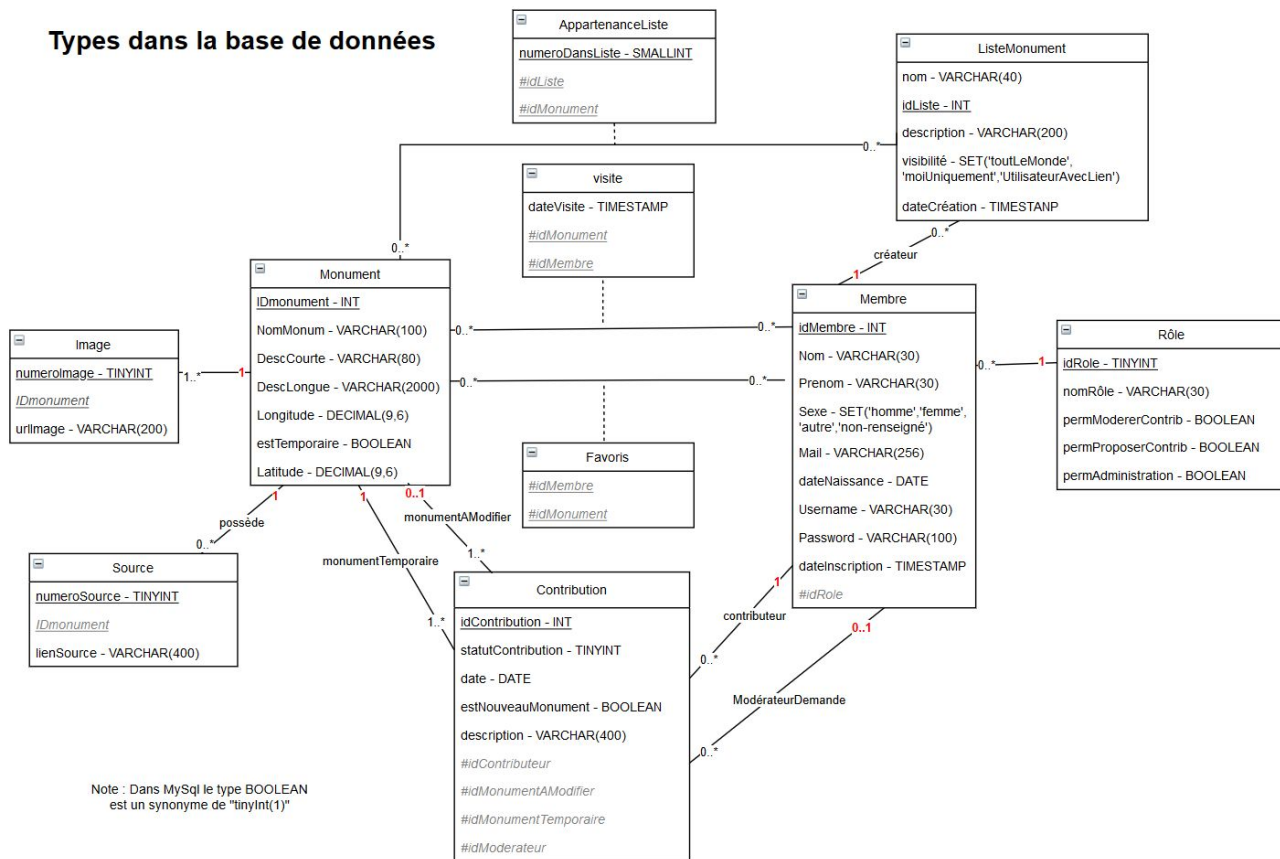 Types dans la base de données
AppartenanceListe
numeroDansListe - SMALLINT
#idListe
#idMonument
ListeMonument
nom - VARCHAR(40)
idListe - INT
description - VARCHAR(200)
visibilité - SET('toutLeMonde',
'moiUniquement','UtilisateurAvecLien')
dateCréation - TIMESTANP
0..*
0..*
visite
dateVisite - TIMESTAMP
#idMonument
#idMembre
0..*
créateur
1
Monument
IDmonument - INT
NomMonum - VARCHAR(100)
DescCourte - VARCHAR(80)
DescLongue - VARCHAR(2000)
Longitude - DECIMAL(9,6)
estTemporaire - BOOLEAN
Latitude - DECIMAL(9,6)
0..*
0..*
0..*
0..*
Membre
idMembre - INT
Nom - VARCHAR(30)
Prenom - VARCHAR(30)
Sexe - SET('homme','femme',
'autre','non-renseigné')
Mail - VARCHAR(256)
dateNaissance - DATE
Username - VARCHAR(30)
Password - VARCHAR(100)
dateInscription - TIMESTAMP
#idRole
0..*
1
Rôle
idRole - TINYINT
nomRôle - VARCHAR(30)
permModererContrib - BOOLEAN
permProposerContrib - BOOLEAN
permAdministration - BOOLEAN
Image
numeroImage - TINYINT
IDmonument
urlImage - VARCHAR(200)
1..*
1
Favoris
#idMembre
#idMonument
1
possède
0..*
1
monumentTemporaire
1..*
0..1
monumentAModifier
1..*
Source
numeroSource - TINYINT
IDmonument
lienSource - VARCHAR(400)
Contribution
idContribution - INT
statutContribution - TINYINT
date - DATE
estNouveauMonument - BOOLEAN
description - VARCHAR(400)
#idContributeur
#idMonumentAModifier
#idMonumentTemporaire
#idModerateur
1
contributeur
0..*
0..1
ModérateurDemande
0..*
Note : Dans MySql le type BOOLEAN
est un synonyme de "tinyInt(1)"